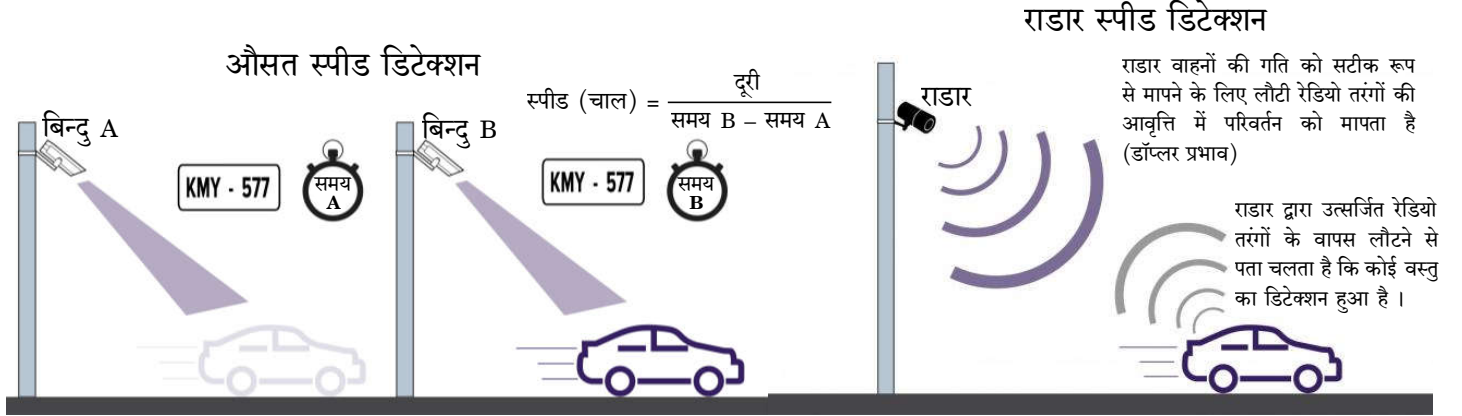 औसत स्पीड डिटेक्शन
स्पीड (चाल) = दूरी / समय B – समय A
बिन्दु A
KMY - 577
समय
A
बिन्दु B
KMY - 577
समय
B
राडार स्पीड डिटेक्शन
राडार
राडार वाहनों की गति को सटीक रूप
से मापने के लिए लौटी रेडियो तरंगों की
आवृत्ति में परिवर्तन को मापता है
(डॉप्लर प्रभाव)
राडार द्वारा उत्सर्जित रेडियो
तरंगों के वापस लौटने से
पता चलता है कि कोई वस्तु
का डिटेक्शन हुआ है ।